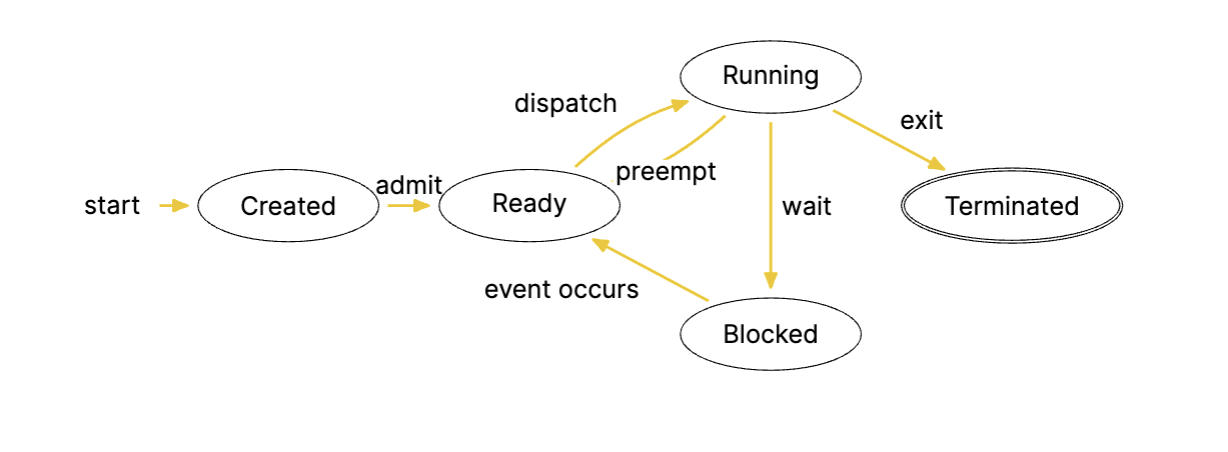 Running
dispatch
exit
preempt
start
Created
admit
Ready
wait
Terminated
event occurs
Blocked